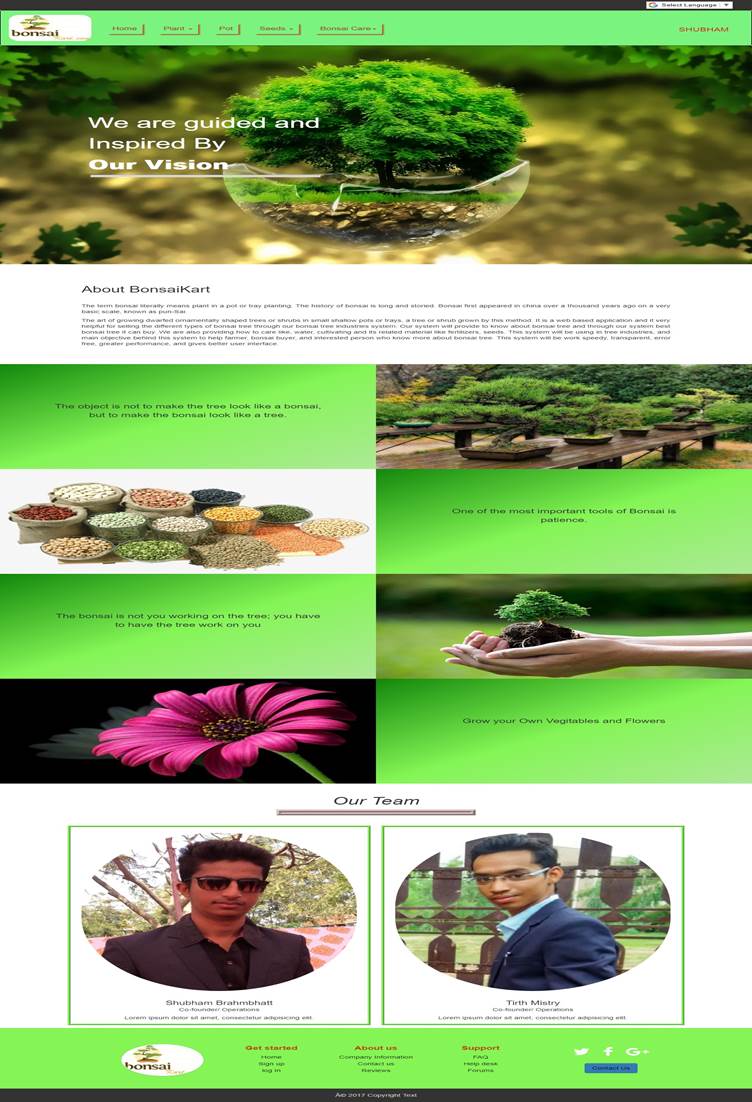 Select Language
bonsai
Home
Plant
Pot
Seeds
Bonsai Care
SHUBHAM
We are guided and
Inspired By
Our Vision
About BonsaiKart
The term bonsai literally means plant in a pot or tray planting. The history of bonsai is long and storied. Bonsai first appeared in china over a thousand years ago on a very
basic scale, known as pun-Sai
The art of growing dwarfed ornamentally shaped trees or shrubs in small shallow pots or trays, a tree or shrub grown by this method. It is a web based application and it very
helpful for selling the different types of bonsai tree through our bonsai tree industries system. Our system will provide to know about bonsai tree and through our system best
bonsai tree it can buy. We are also providing how to care like, water, cultivating and its related material like fertilizers, seeds. This system will be using in tree industries, and
main objective behind this system to help farmer, bonsai buyer, and interested person who know more about bonsai tree. This system will be work speedy, transparent, error
free, greater performance, and gives better user interface.
The object is not to make the tree look like a bonsai,
but to make the bonsai look like a tree.
One of the most important tools of Bonsai is
patience.
The bonsai is not you working on the tree; you have
to have the tree work on you
Grow your Own Vegitables and Flowers
Our Team
Shubham Brahmbhatt
Co-founder/ Operations
Lorem ipsum dolor sit amet, consectetur adipisicing elit.
Tirth Mistry
Co-founder/ Operations
Lorem ipsum dolor sit amet, consectetur adipisicing elit.
bonsai
Get started
Home
Sign up
log in
About us
Company Information
Contact us
Reviews
Support
FAQ
Help desk
Forums
Contact Us
Â© 2017 Copyright Text